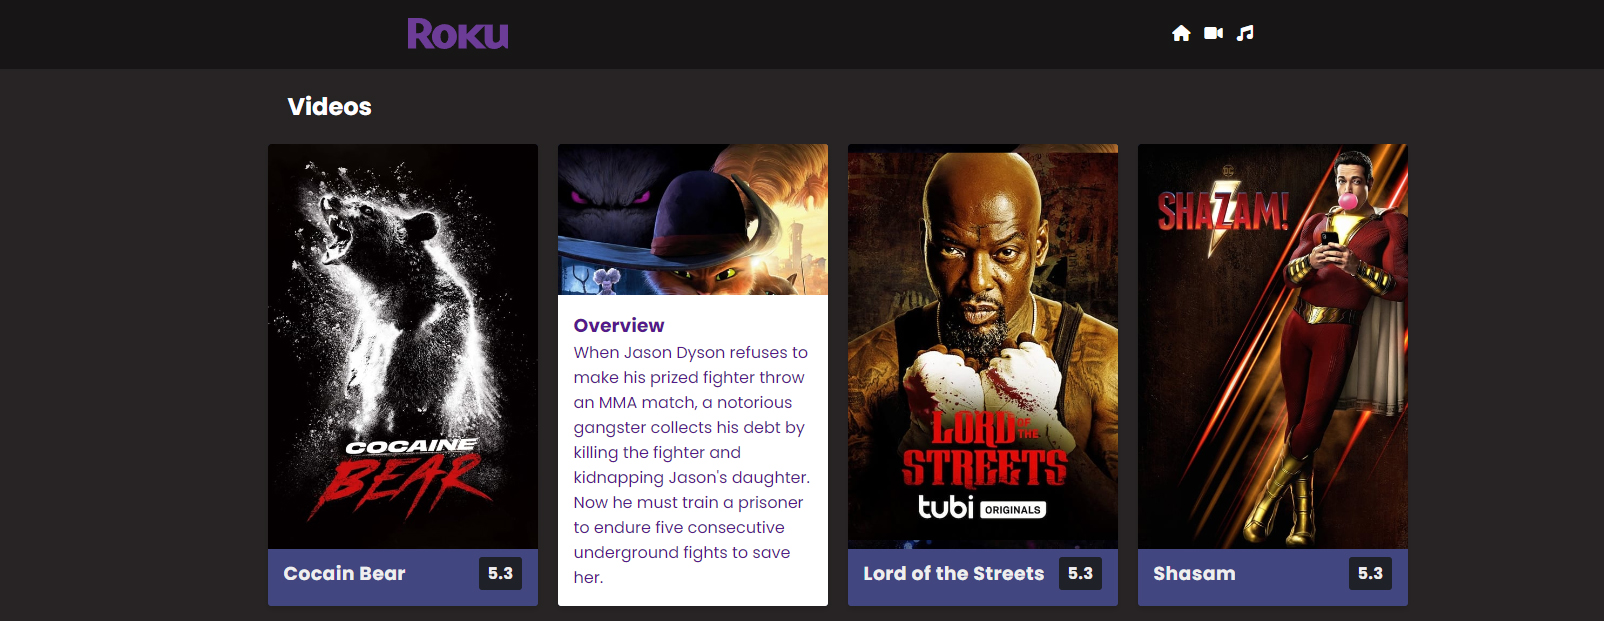 Roku
Videos
COCAINE
BEAR
Cocain Bear
5.3
Overview
When Jason Dyson refuses to
make his prized fighter throw
an MMA match, a notorious
gangster collects his debt by
killing the fighter and
kidnapping Jason's daughter.
Now he must train a prisoner
to endure five consecutive
underground fights to save
her.
LORD OF THE
STREETS
tubi ORIGINALS
Lord of the Streets
5.3
DC
SHAZAM!
Shasam
5.3